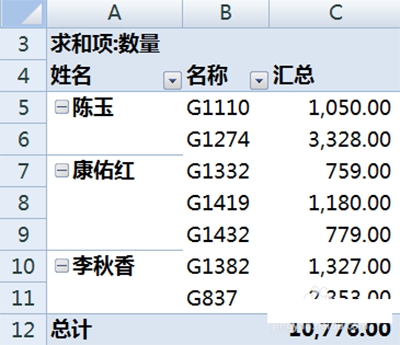 A B C
3 求和项:数量
4 姓名 名称 汇总
5 陈玉 G1110 1,050.00
6 G1274 3,328.00
7 康佑红 G1332 759.00
8 G1419 1,180.00
9 G1432 779.00
10 李秋香 G1382 1,327.00
11 G837 2,353.00
12 总计 10,776.00